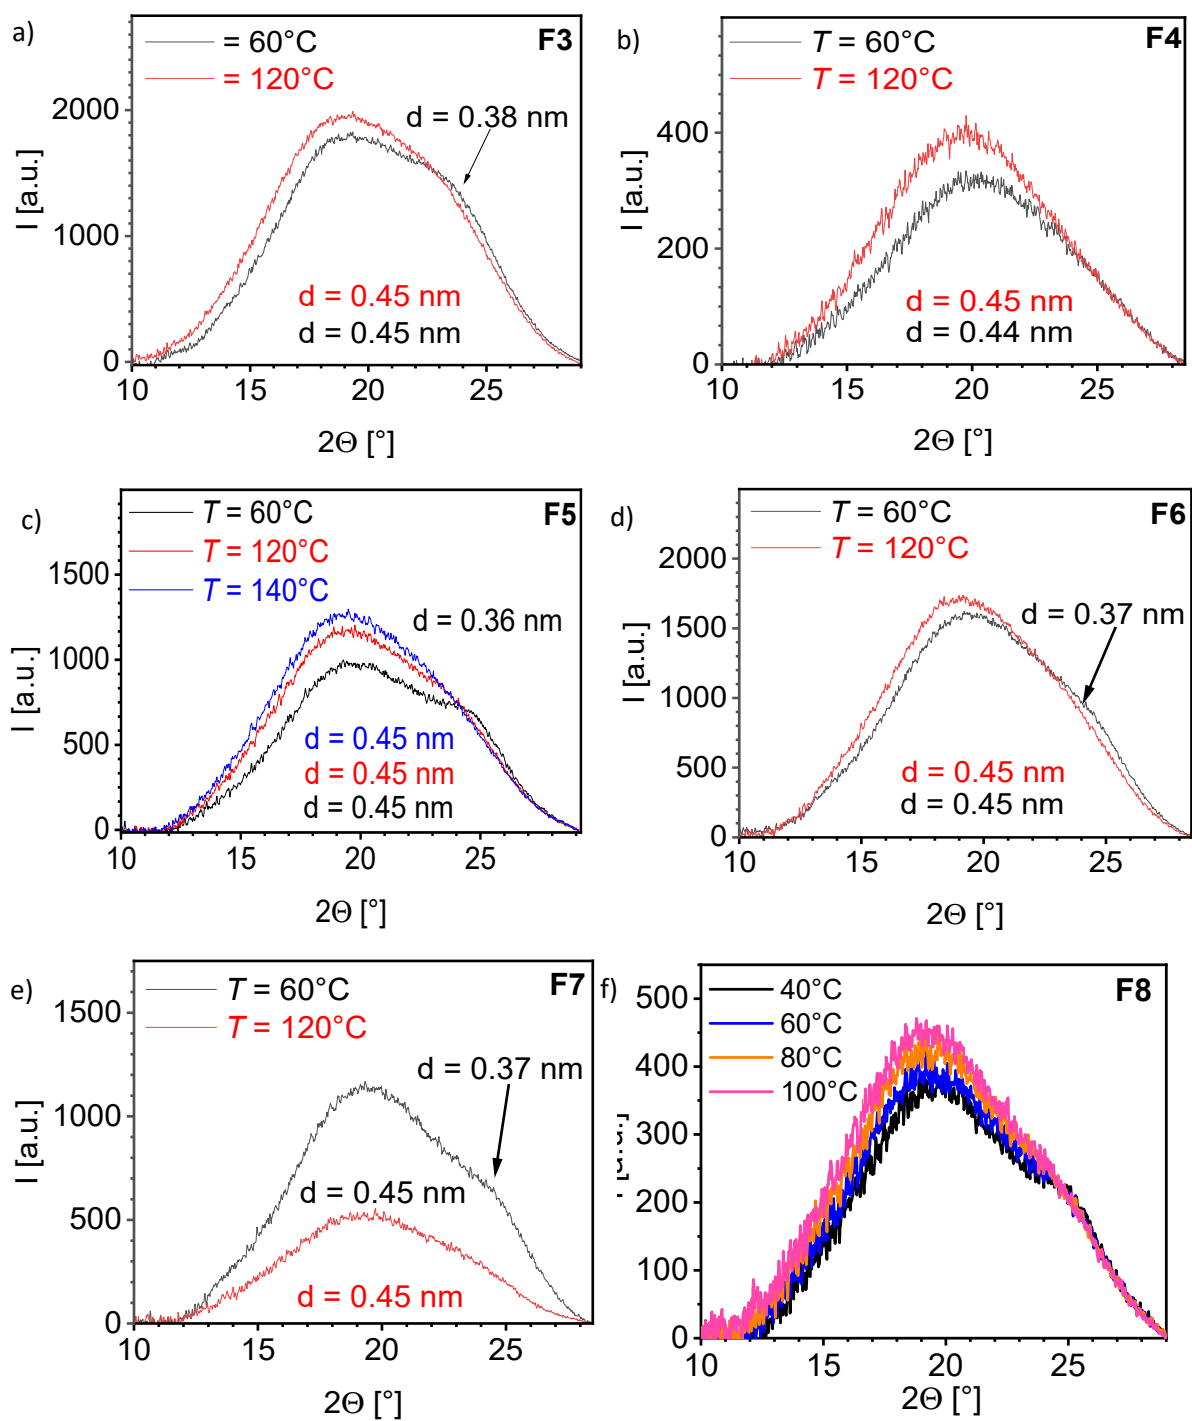 a)
= 60°C
= 120°C
F3
d = 0.38 nm
2000
1000
0
I [a.u.]
d = 0.45 nm
d = 0.45 nm
10 15 20 25
2Θ [°]
b)
T = 60°C
T = 120°C
F4
400
200
0
I [a.u.]
d = 0.45 nm
d = 0.44 nm
10 15 20 25
2Θ [°]
c)
T = 60°C
T = 120°C
T = 140°C
F5
d = 0.36 nm
1500
1000
500
0
I [a.u.]
d = 0.45 nm
d = 0.45 nm
d = 0.45 nm
10 15 20 25
2Θ [°]
d)
T = 60°C
T = 120°C
F6
d = 0.37 nm
2000
1500
1000
500
0
I [a.u.]
d = 0.45 nm
d = 0.45 nm
10 15 20 25
2Θ [°]
e)
T = 60°C
T = 120°C
F7
d = 0.37 nm
1500
1000
500
0
I [a.u.]
d = 0.45 nm
d = 0.45 nm
10 15 20 25
2Θ [°]
f)
40°C
60°C
80°C
100°C
F8
500
400
300
200
100
0
[a.u.]
10 15 20 25
2Θ [°]